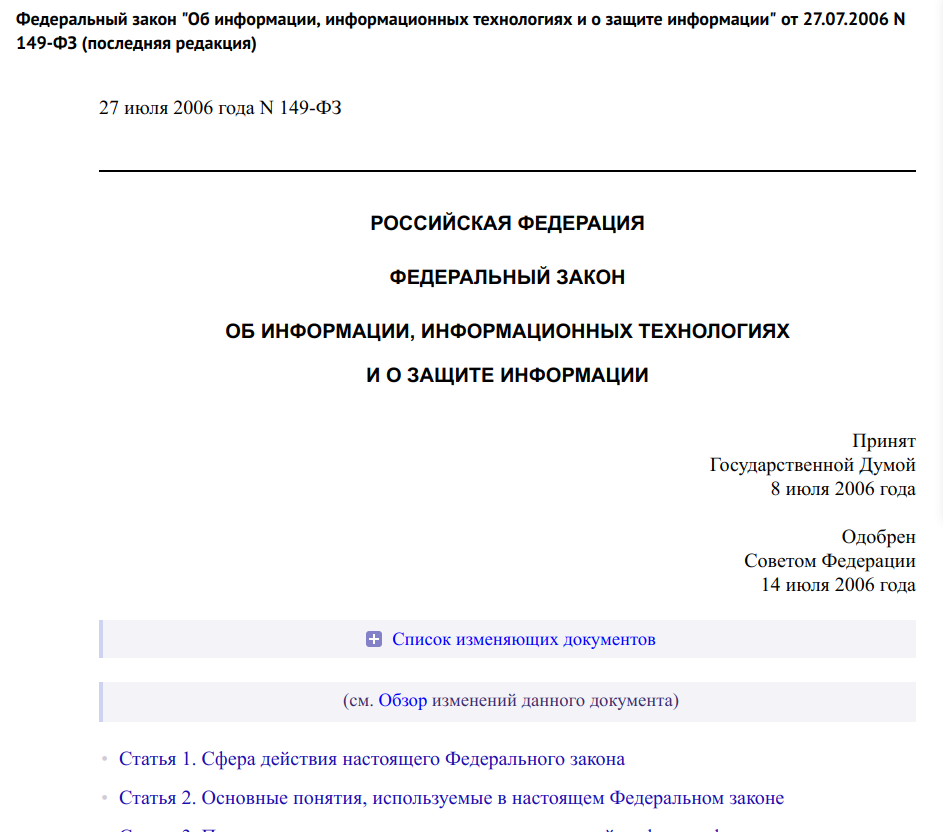 Федеральный закон "Об информации, информационных технологиях и о защите информации" от 27.07.2006 N
149-ФЗ (последняя редакция)
27 июля 2006 года N 149-ФЗ
РОССИЙСКАЯ ФЕДЕРАЦИЯ
ФЕДЕРАЛЬНЫЙ ЗАКОН
ОБ ИНФОРМАЦИИ, ИНФОРМАЦИОННЫХ ТЕХНОЛОГИЯХ
И О ЗАЩИТЕ ИНФОРМАЦИИ
Принят
Государственной Думой
8 июля 2006 года
Одобрен
Советом Федерации
14 июля 2006 года
Список изменяющих документов
(см. Обзор изменений данного документа)
Статья 1. Сфера действия настоящего Федерального закона
Статья 2. Основные понятия, используемые в настоящем Федеральном законе